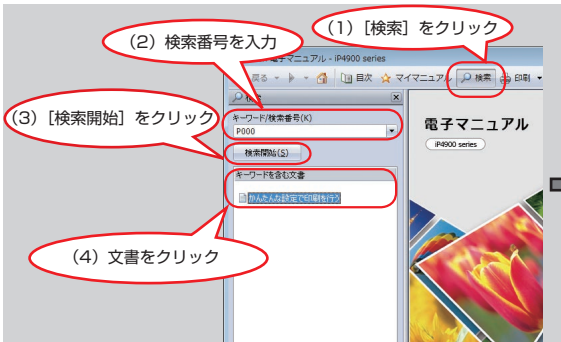 (1)[検索]をクリック
(2)検索番号を入力
子マニュアル - iP4900 series
戻る
目次
マイマニュアル
検索
印刷
(3)[検索開始]をクリック
キーワード/検索番号(K)
P000
検索開始(S)
キーワードを含む文書
かんたんな設定で印刷を行う
(4)文書をクリック
電子マニュアル
iP4900 series